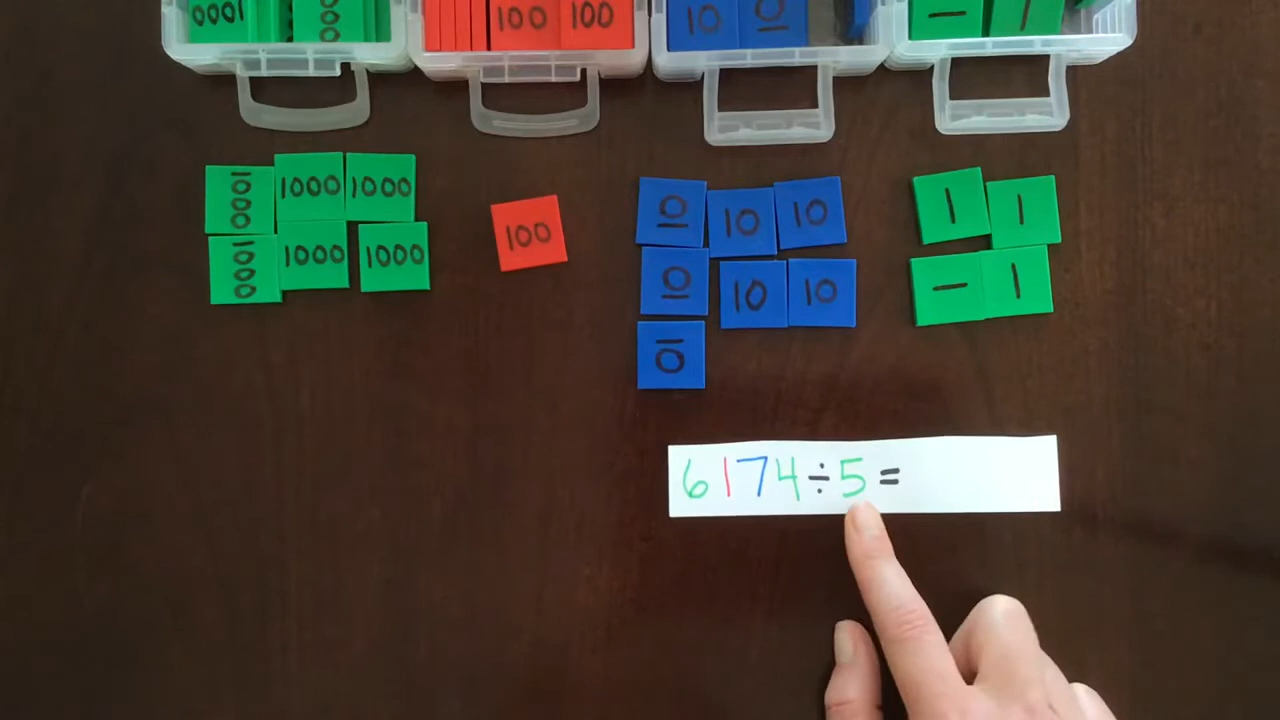 1000 1000 100 100 10 10 1 1
1000 1000 1000 100 10 10 10 1 1
1000 1000 1000 10 10 10 1 1
10
6174÷5=